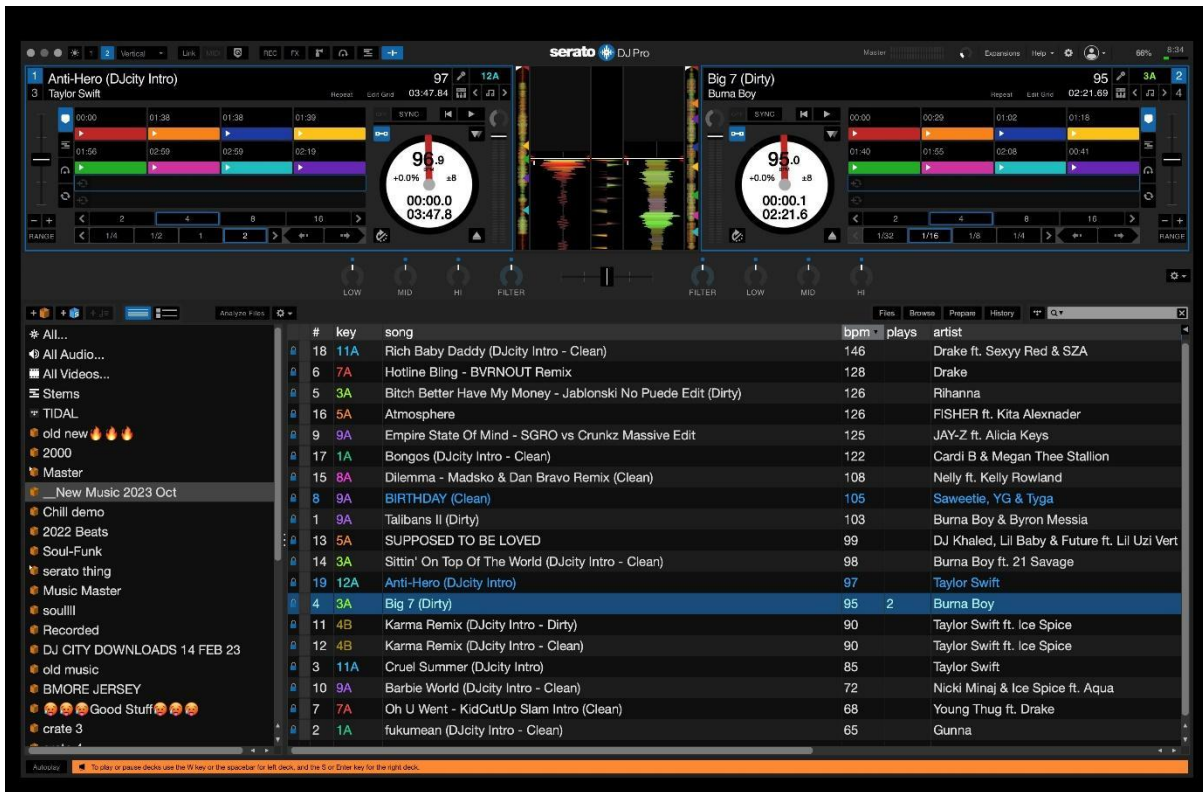 2 Vertical Link MIDI REC FX serato DJ Pro Master Expansions Help 66% 8:34
1 Anti-Hero (DJcity Intro) 97 12A
3 Taylor Swift Repeat Edit Grid 03:47.84
00:00 01:38 01:38 01:39
01:56 02:59 02:59 02:19
SYNC
96.9
BPM
+0.0% ±8
00:00.0
03:47.8
2 4 8 16
- +
RANGE 1/4 1/2 1 2
Big 7 (Dirty) 95 3A 2
Burna Boy Repeat Edit Grid 02:21.69 4
SYNC
95.0
BPM
+0.0% ±8
00:00.1
02:21.6
00:00 00:29 01:02 01:18
01:40 01:55 02:08 00:41
2 4 8 16
- +
1/32 1/16 1/8 1/4 RANGE
LOW MID HI FILTER FILTER LOW MID HI
Analyze Files Files Browse Prepare History
All...
All Audio...
All Videos...
Stems
TIDAL
old new🔥🔥🔥
2000
Master
__New Music 2023 Oct
Chill demo
2022 Beats
Soul-Funk
serato thing
Music Master
soullll
Recorded
DJ CITY DOWNLOADS 14 FEB 23
old music
BMORE JERSEY
🥵🥵🥵Good Stuff🥵🥵🥵
crate 3
# key song bpm plays artist
18 11A Rich Baby Daddy (DJcity Intro - Clean) 146 Drake ft. Sexyy Red & SZA
6 7A Hotline Bling - BVRNOUT Remix 128 Drake
5 3A Bitch Better Have My Money - Jablonski No Puede Edit (Dirty) 126 Rihanna
16 5A Atmosphere 126 FISHER ft. Kita Alexnader
9 9A Empire State Of Mind - SGRO vs Crunkz Massive Edit 125 JAY-Z ft. Alicia Keys
17 1A Bongos (DJcity Intro - Clean) 122 Cardi B & Megan Thee Stallion
15 8A Dilemma - Madsko & Dan Bravo Remix (Clean) 108 Nelly ft. Kelly Rowland
8 9A BIRTHDAY (Clean) 105 Saweetie, YG & Tyga
1 9A Talibans II (Dirty) 103 Burna Boy & Byron Messia
13 5A SUPPOSED TO BE LOVED 99 DJ Khaled, Lil Baby & Future ft. Lil Uzi Vert
14 3A Sittin' On Top Of The World (DJcity Intro - Clean) 98 Burna Boy ft. 21 Savage
19 12A Anti-Hero (DJcity Intro) 97 Taylor Swift
4 3A Big 7 (Dirty) 95 2 Burna Boy
11 4B Karma Remix (DJcity Intro - Dirty) 90 Taylor Swift ft. Ice Spice
12 4B Karma Remix (DJcity Intro - Clean) 90 Taylor Swift ft. Ice Spice
3 11A Cruel Summer (DJcity Intro) 85 Taylor Swift
10 9A Barbie World (DJcity Intro - Clean) 72 Nicki Minaj & Ice Spice ft. Aqua
7 7A Oh U Went - KidCutUp Slam Intro (Clean) 68 Young Thug ft. Drake
2 1A fukumean (DJcity Intro - Clean) 65 Gunna
Autoplay To play or pause decks use the W key or the spacebar for left deck, and the S or Enter key for the right deck.